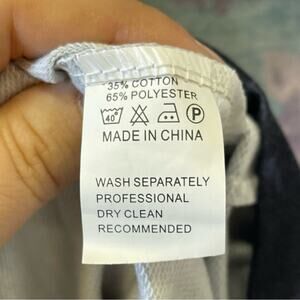 35% COTTON
65% POLYESTER
40°
P
MADE IN CHINA
WASH SEPARATELY
PROFESSIONAL
DRY CLEAN
RECOMMENDED